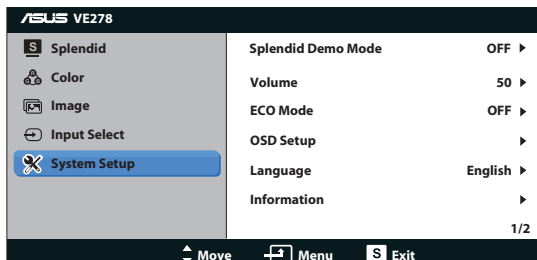 ASUS VE278
S Splendid
Color
Image
Input Select
System Setup
Splendid Demo Mode OFF
Volume 50
ECO Mode OFF
OSD Setup
Language English
Information
1/2
Move Menu S Exit